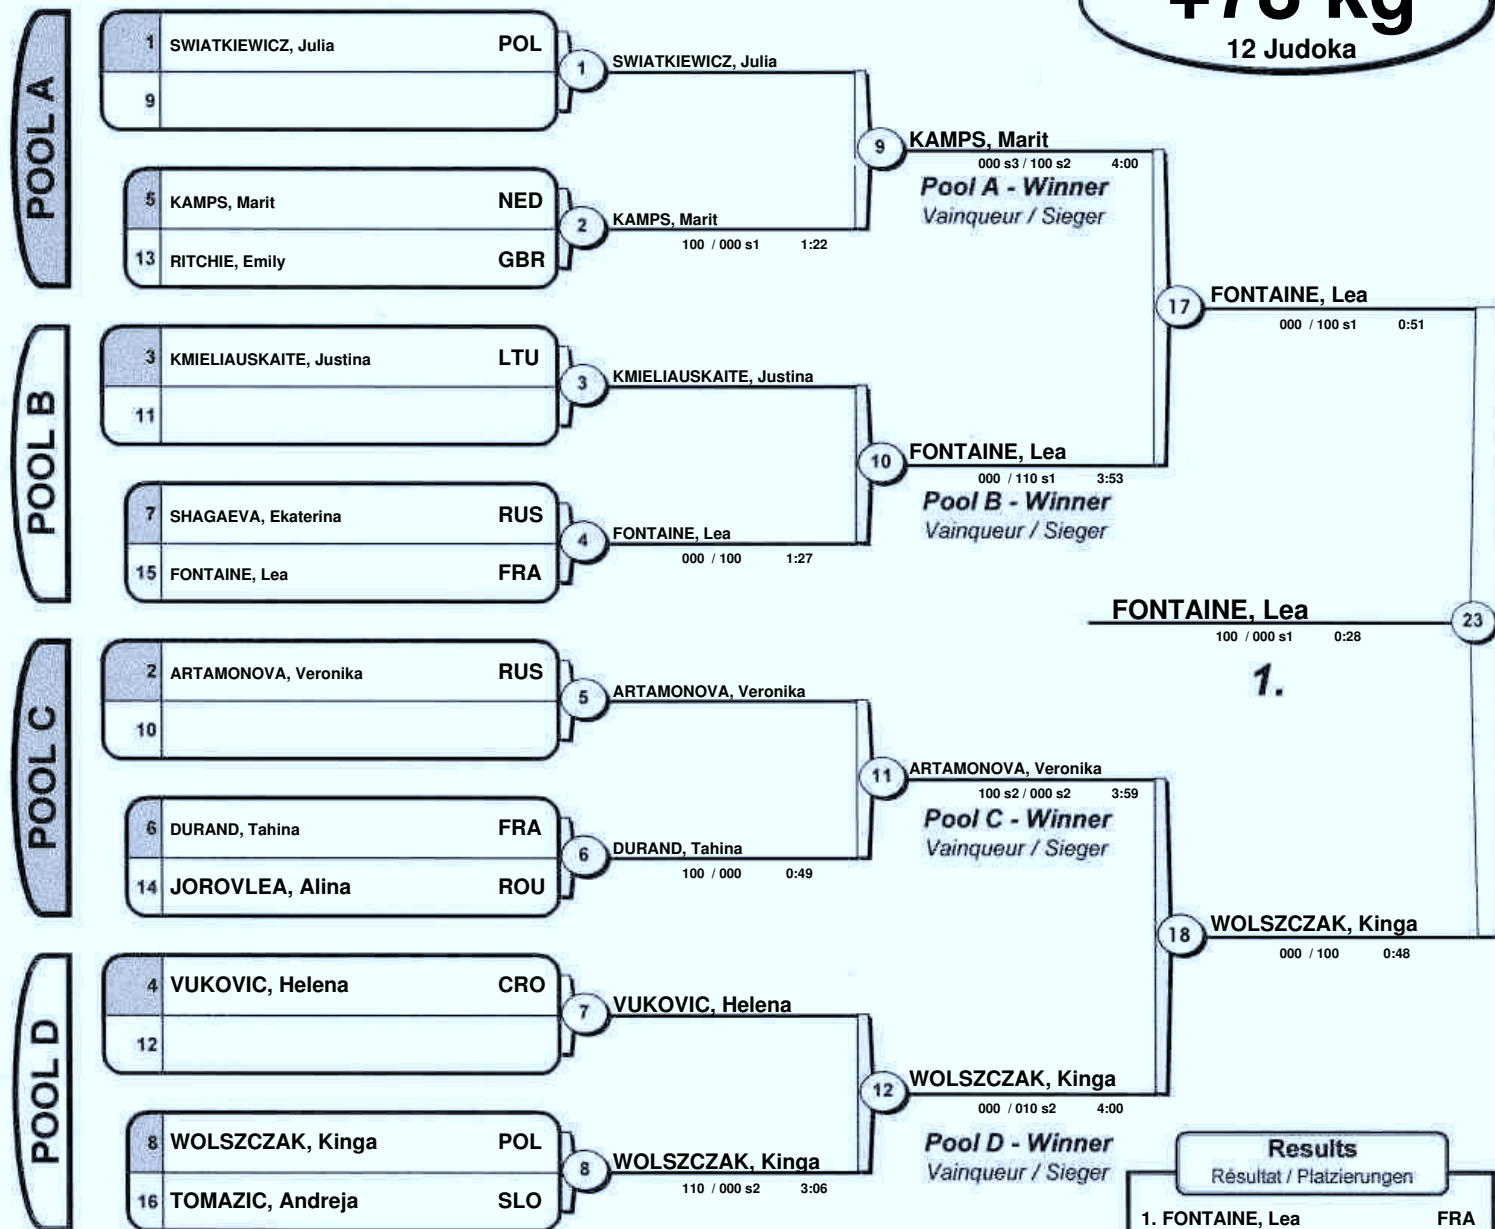 +78 kg
12 Judoka
POOL A
1 SWIATKIEWICZ, Julia POL
9
1 SWIATKIEWICZ, Julia
5 KAMPS, Marit NED
13 RITCHIE, Emily GBR
2 KAMPS, Marit
100 / 000 s1 1:22
9 KAMPS, Marit
000 s3 / 100 s2 4:00
Pool A - Winner
Vainqueur / Sieger
POOL B
3 KMIELIAUSKAITE, Justina LTU
11
3 KMIELIAUSKAITE, Justina
7 SHAGAEVA, Ekaterina RUS
15 FONTAINE, Lea FRA
4 FONTAINE, Lea
000 / 100 1:27
10 FONTAINE, Lea
000 / 110 s1 3:53
Pool B - Winner
Vainqueur / Sieger
17 FONTAINE, Lea
000 / 100 s1 0:51
FONTAINE, Lea 23
100 / 000 s1 0:28
1.
POOL C
2 ARTAMONOVA, Veronika RUS
10
5 ARTAMONOVA, Veronika
6 DURAND, Tahina FRA
14 JOROVLEA, Alina ROU
6 DURAND, Tahina
100 / 000 0:49
11 ARTAMONOVA, Veronika
100 s2 / 000 s2 3:59
Pool C - Winner
Vainqueur / Sieger
18 WOLSZCZAK, Kinga
000 / 100 0:48
POOL D
4 VUKOVIC, Helena CRO
12
7 VUKOVIC, Helena
8 WOLSZCZAK, Kinga POL
16 TOMAZIC, Andreja SLO
8 WOLSZCZAK, Kinga
110 / 000 s2 3:06
12 WOLSZCZAK, Kinga
000 / 010 s2 4:00
Pool D - Winner
Vainqueur / Sieger
Results
Résultat / Platzierungen
1. FONTAINE, Lea FRA